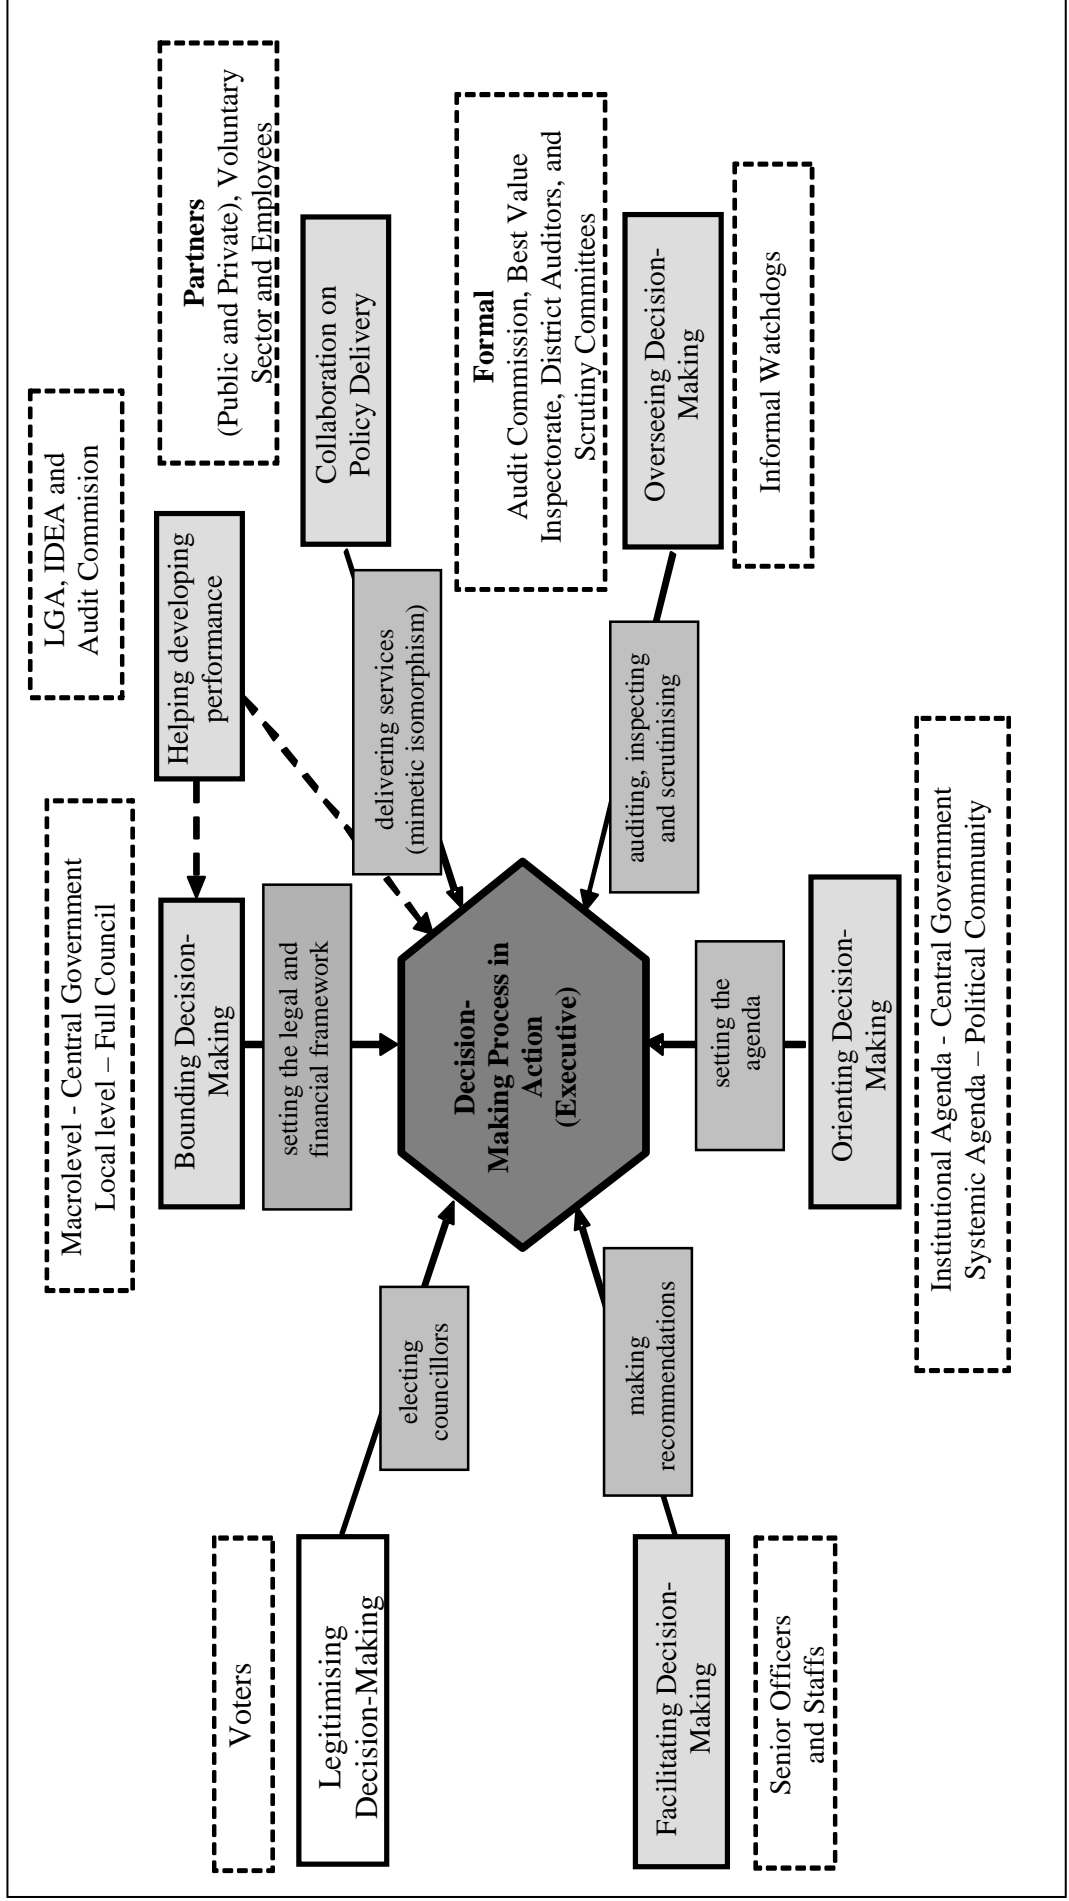 LGA, IDEA and
Audit Commision
Macrolevel - Central Government
Local level – Full Council
Partners
(Public and Private), Voluntary
Sector and Employees
Helping developing
performance
Bounding Decision-
Making
Voters
setting the legal and
financial framework
Collaboration on
Policy Delivery
Legitimising
Decision-Making
delivering services
(mimetic isomorphism)
electing
councillors
Decision-
Making Process in
Action
(Executive)
Formal
Audit Commission, Best Value
Inspectorate, District Auditors, and
Scrutiny Committees
making
recommendations
auditing, inspecting
and scrutinising
Facilitating Decision-
Making
setting the
agenda
Overseeing Decision-
Making
Senior Officers
and Staffs
Orienting Decision-
Making
Informal Watchdogs
Institutional Agenda - Central Government
Systemic Agenda – Political Community